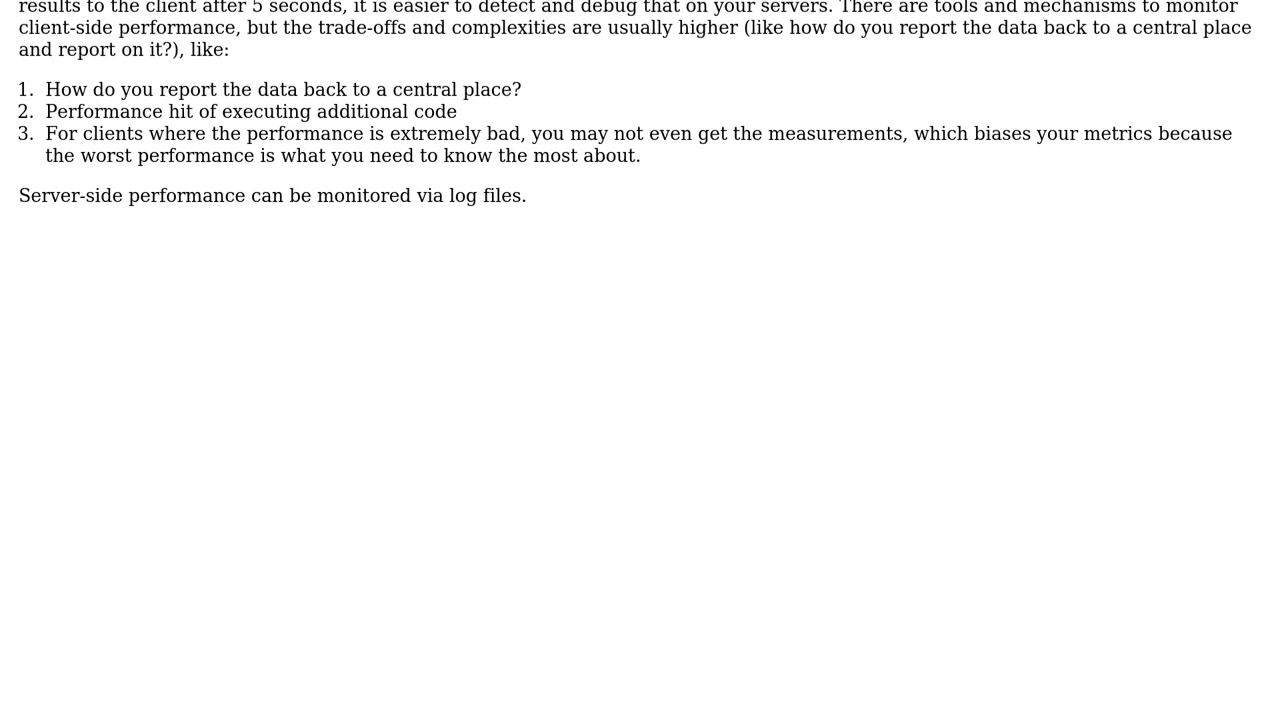 results to the client after 5 seconds, it is easier to detect and debug that on your servers. There are tools and mechanisms to monitor
client-side performance, but the trade-offs and complexities are usually higher (like how do you report the data back to a central place
and report on it?), like:
1. How do you report the data back to a central place?
2. Performance hit of executing additional code
3. For clients where the performance is extremely bad, you may not even get the measurements, which biases your metrics because
the worst performance is what you need to know the most about.
Server-side performance can be monitored via log files.